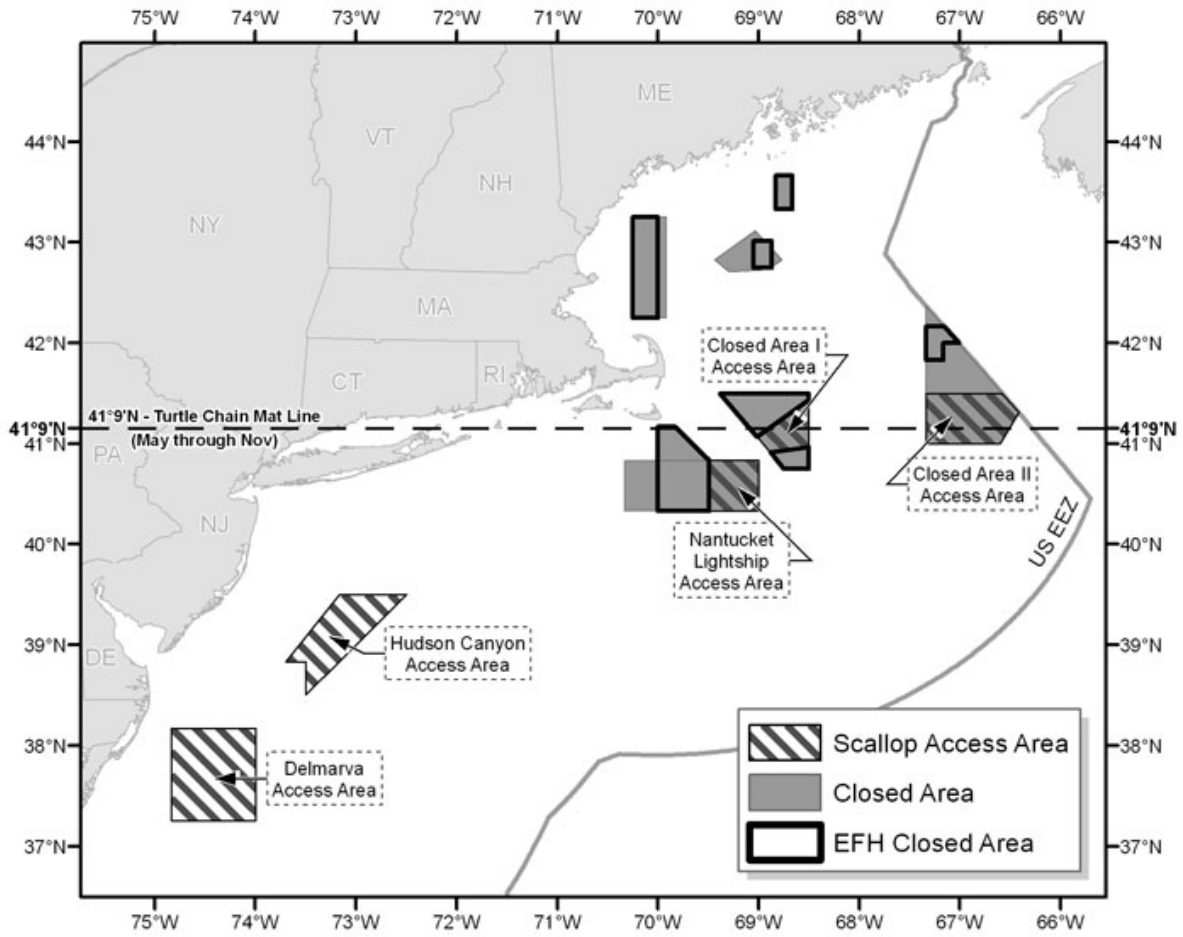 75°W 74°W 73°W 72°W 71°W 70°W 69°W 68°W 67°W 66°W
ME
44°N 44°N
VT
NH
NY
43°N 43°N
MA
42°N 42°N
Closed Area I
Access Area
CT RI
41°9'N - Turtle Chain Mat Line
(May through Nov)
41°9'N 41°9'N
41°N 41°N
PA
Closed Area II
Access Area
NJ
US EEZ
40°N 40°N
Nantucket
Lightship
Access Area
39°N 39°N
Hudson Canyon
Access Area
DE
38°N 38°N
Scallop Access Area
Delmarva
Access Area
Closed Area
EFH Closed Area
37°N 37°N
75°W 74°W 73°W 72°W 71°W 70°W 69°W 68°W 67°W 66°W